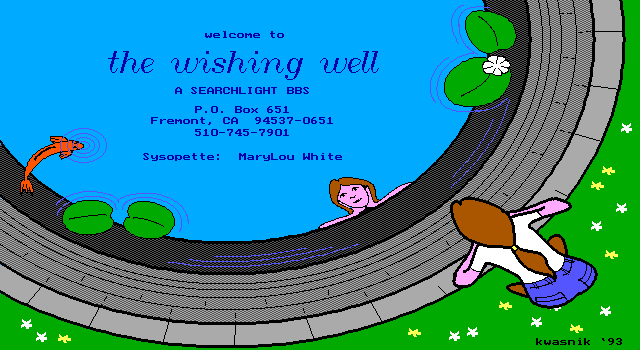 welcome to
the wishing well
A SEARCHLIGHT BBS
P.O. Box 651
Fremont, CA 94537-0651
510-745-7901
Sysopette: MaryLou White
kwasnik '93